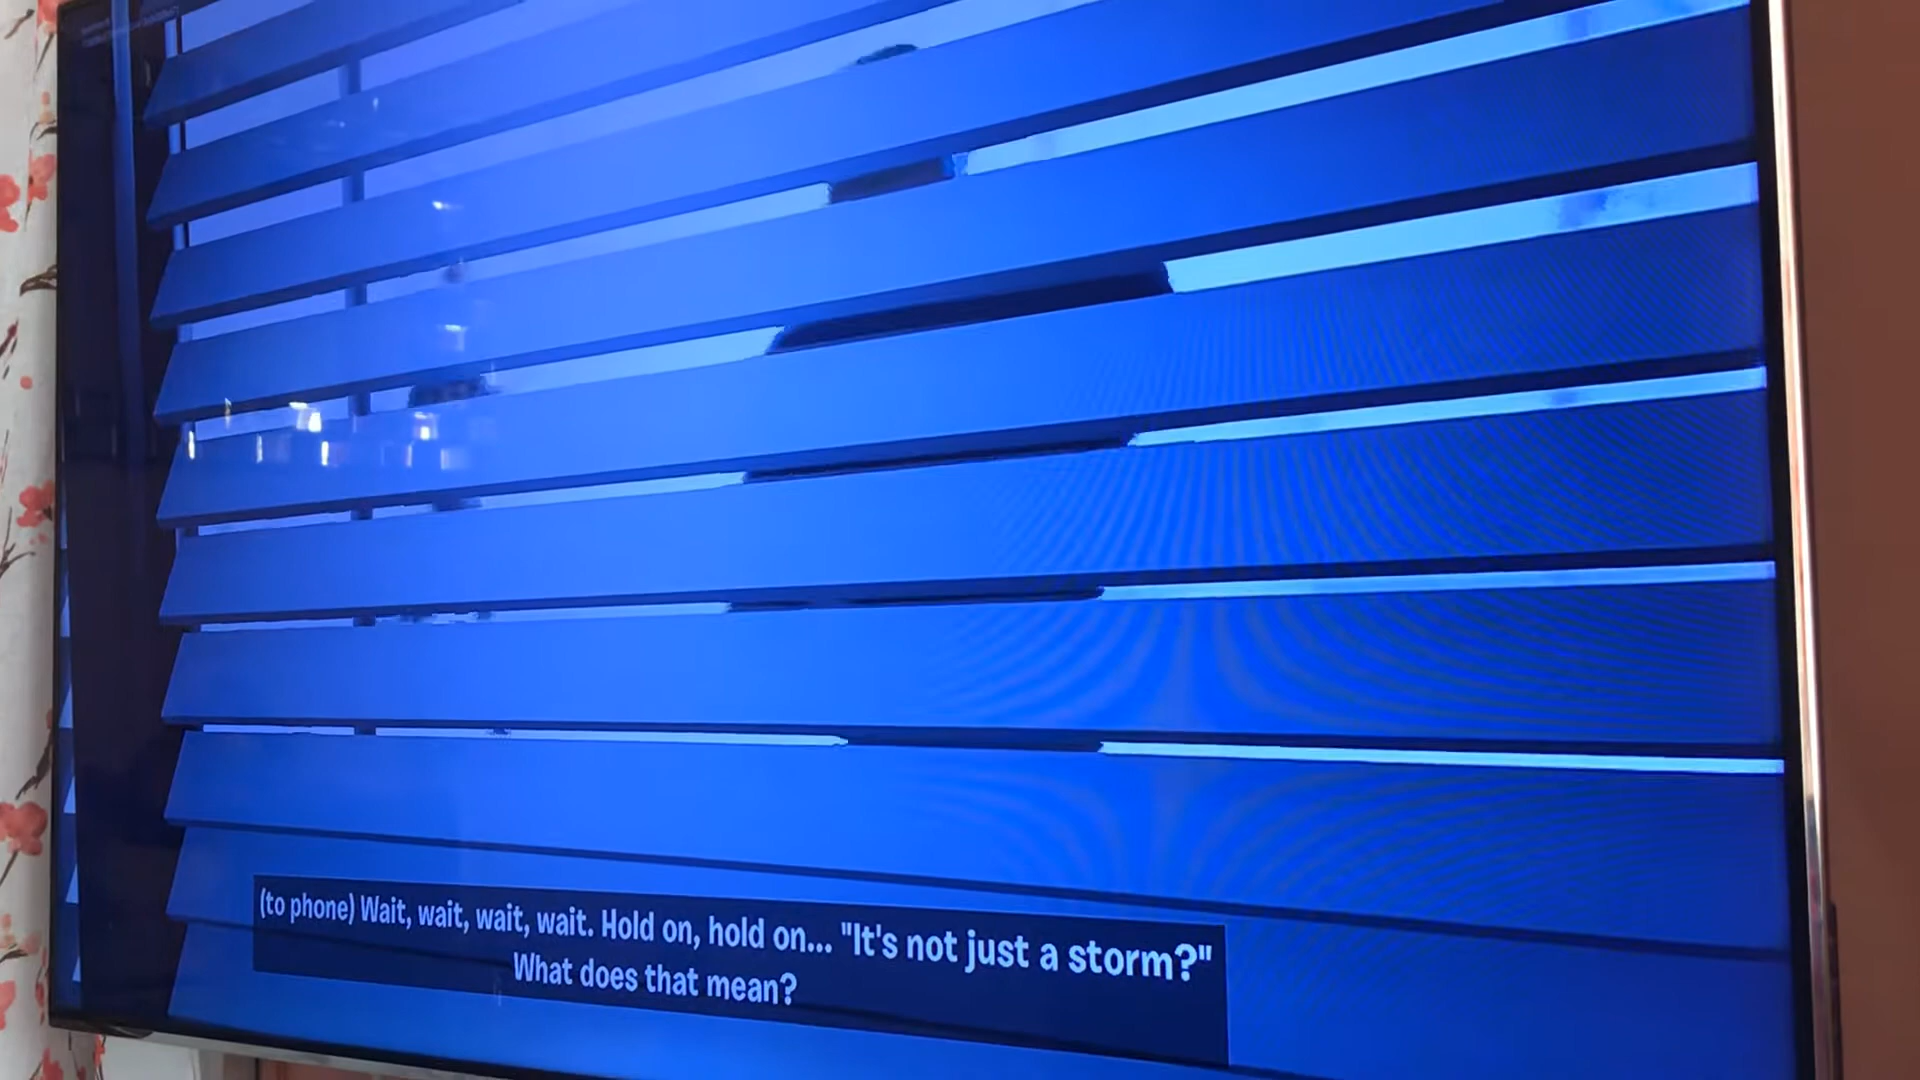 (to phone) Wait, wait, wait, wait. Hold on, hold on... "It's not just a storm?"
What does that mean?